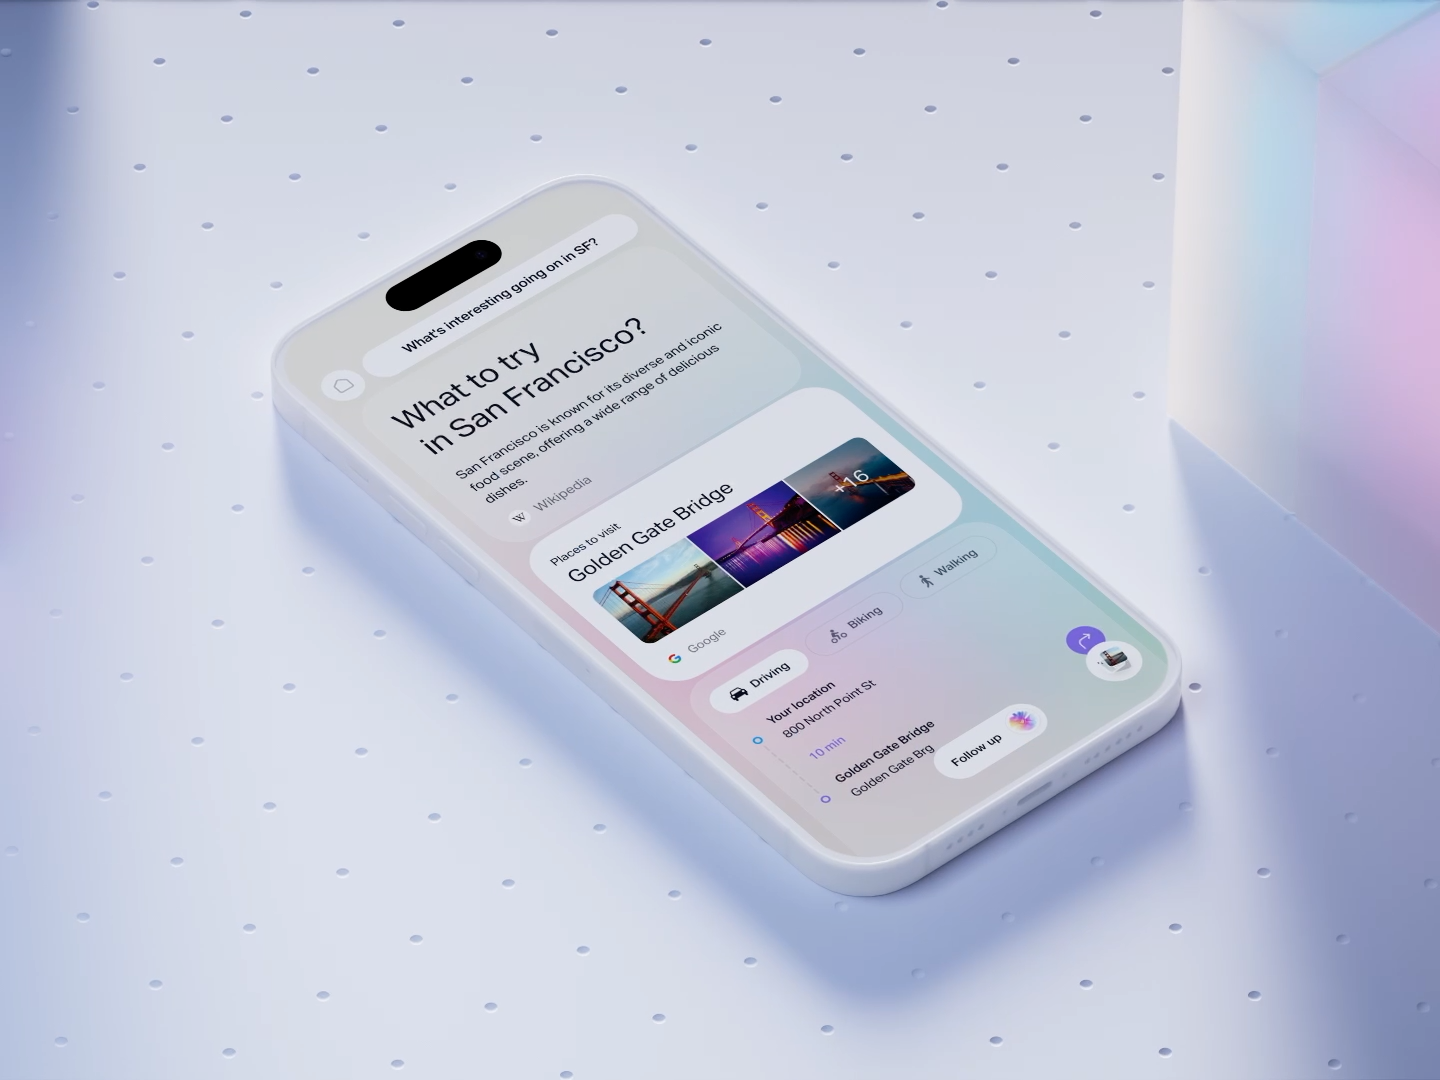 What's interesting going on in SF?
What to try
in San Francisco?
San Francisco is known for its diverse and iconic
food scene, offering a wide range of delicious
dishes.
W Wikipedia
Places to visit
Golden Gate Bridge
+16
G Google
Driving
Biking
Walking
Your location
800 North Point St
10 min
Golden Gate Bridge
Golden Gate Brg
Follow up